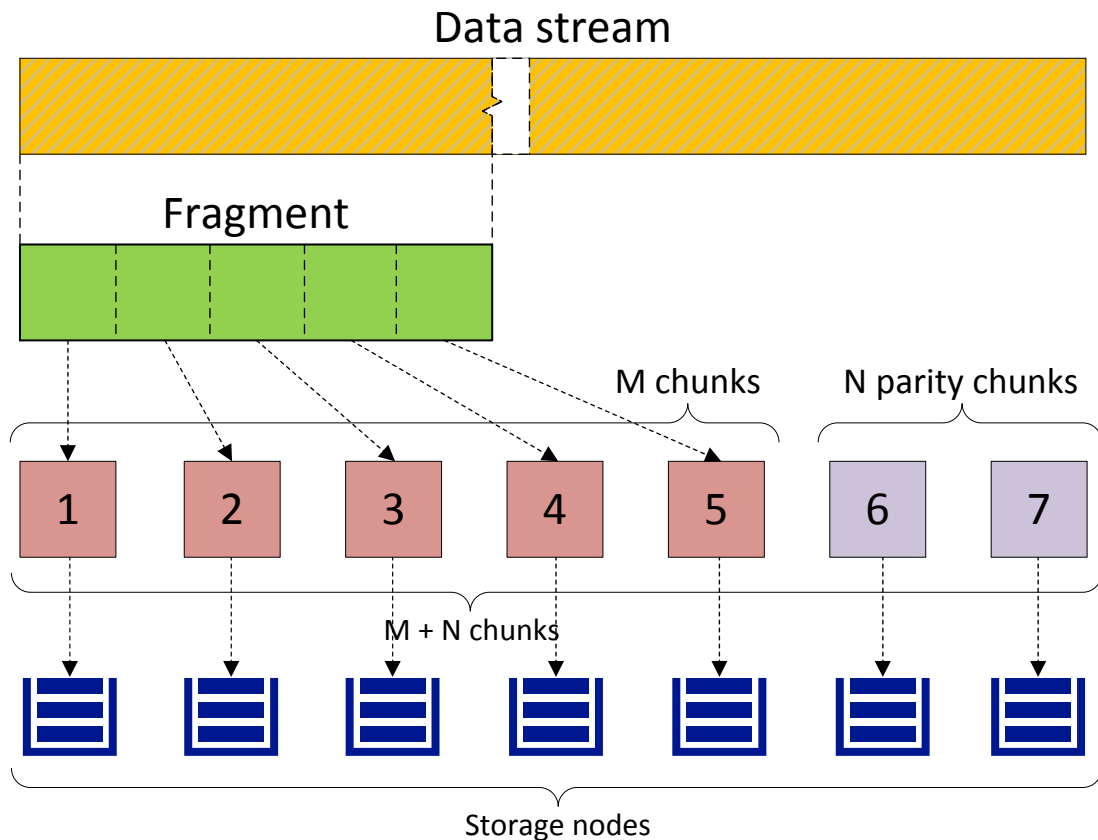 Data stream
Fragment
M chunks
N parity chunks
1 2 3 4 5 6 7
M + N chunks
Storage nodes